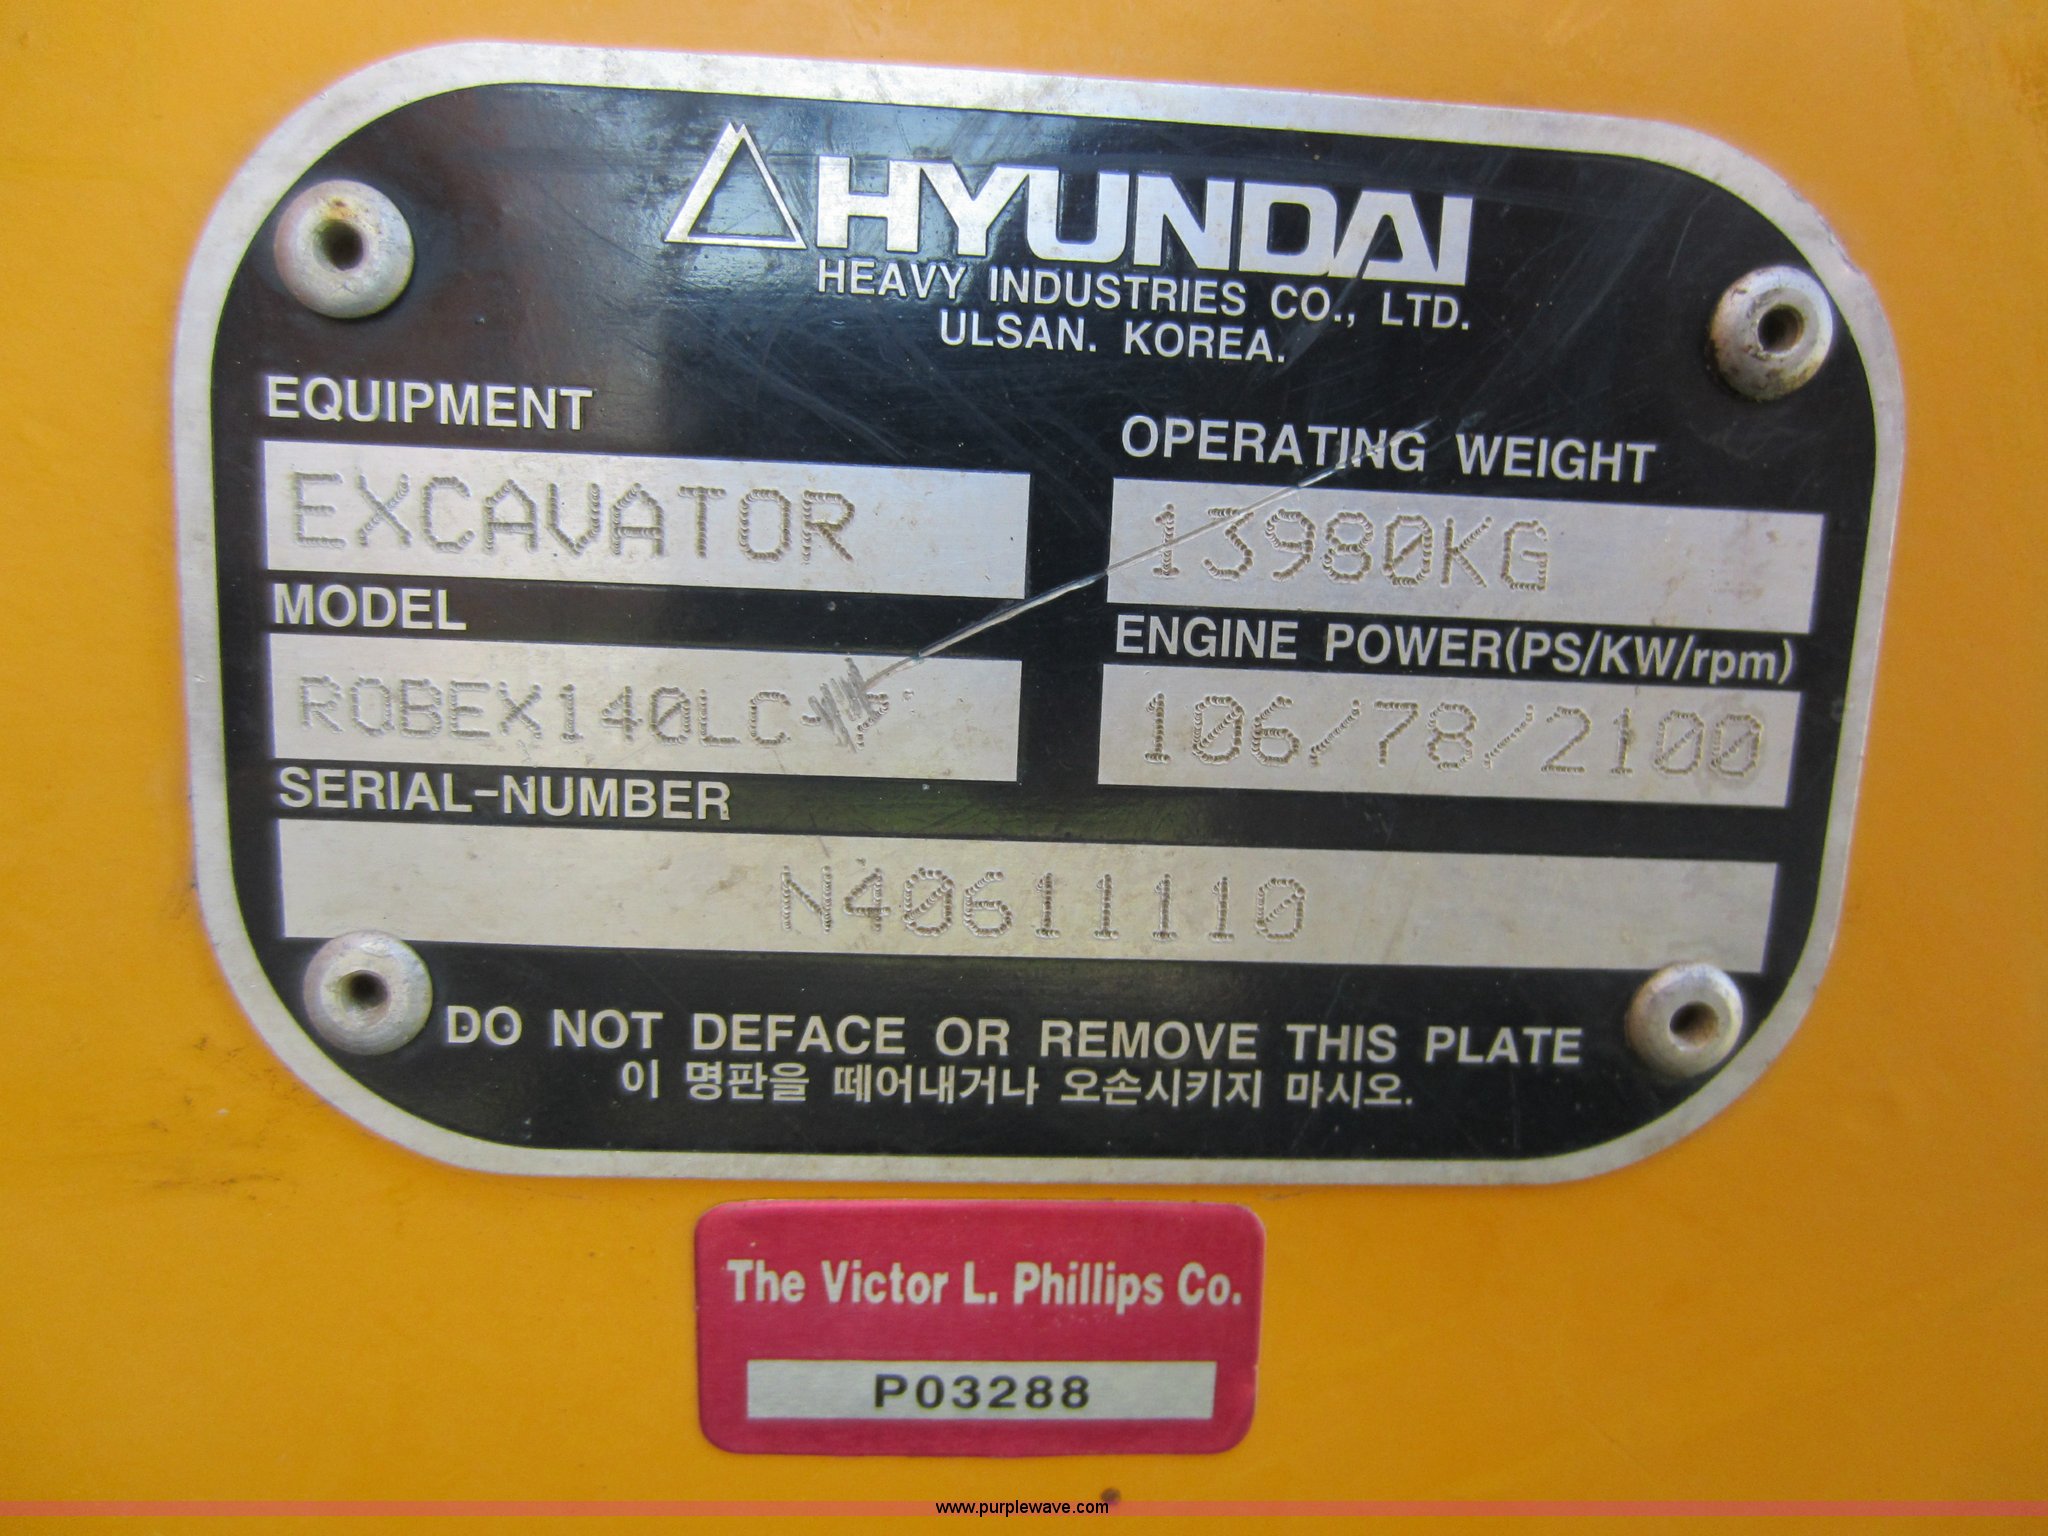 HYUNDAI
HEAVY INDUSTRIES CO., LTD.
ULSAN. KOREA.
EQUIPMENT
EXCAVATOR
OPERATING WEIGHT
13980KG
MODEL
ROBEX140LC-
ENGINE POWER(PS/KW/rpm)
106/78/2100
SERIAL-NUMBER
N40611110
DO NOT DEFACE OR REMOVE THIS PLATE
이 명판을 떼어내거나 오손시키지 마시오.
The Victor L. Phillips Co.
P03288
www.purplewave.com